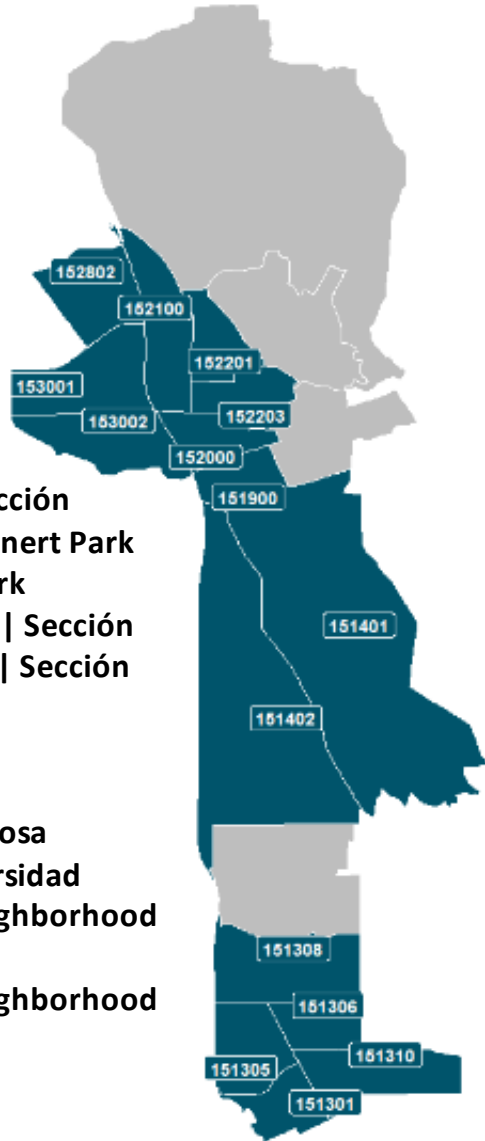 152802
152100
152201
153001
153002
152203
152000
151900
cción
nert Park
rk
151401
| Sección
| Sección
151402
osa
rsidad
ghborhood
151308
ghborhood
151306
151310
151305
151301